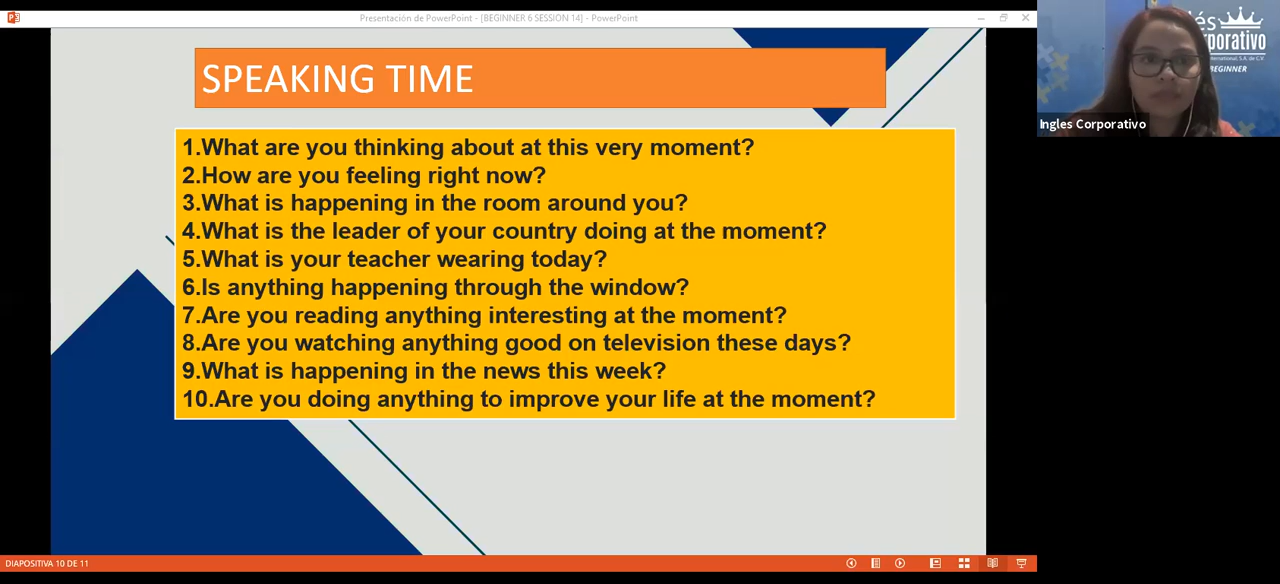 Presentación de PowerPoint - [BEGINNER 6 SESSION 14] - PowerPoint
SPEAKING TIME
1.What are you thinking about at this very moment?
2.How are you feeling right now?
3.What is happening in the room around you?
4.What is the leader of your country doing at the moment?
5.What is your teacher wearing today?
6.Is anything happening through the window?
7.Are you reading anything interesting at the moment?
8.Are you watching anything good on television these days?
9.What is happening in the news this week?
10.Are you doing anything to improve your life at the moment?
lés
porativo
International, S.A. de C.V.
BEGINNER
Ingles Corporativo
DIAPOSITIVA 10 DE 11